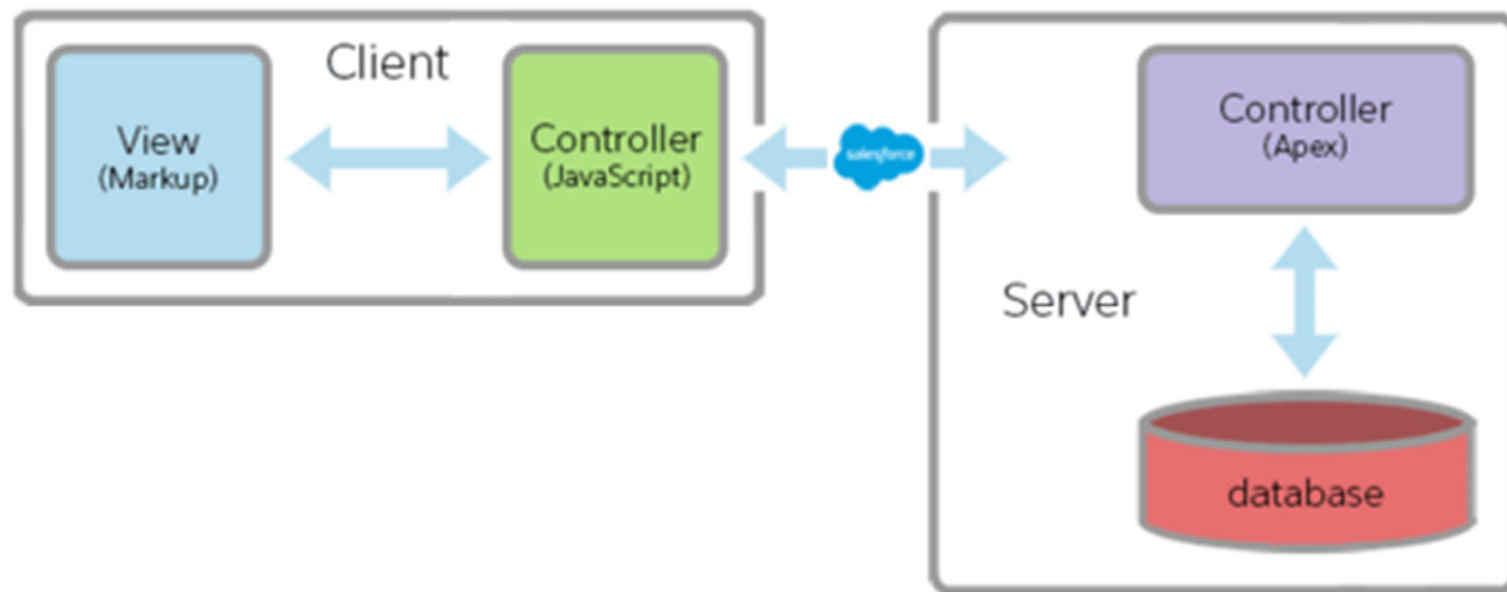 Client
View
(Markup)
Controller
(JavaScript)
salesforce
Controller
(Apex)
Server
database